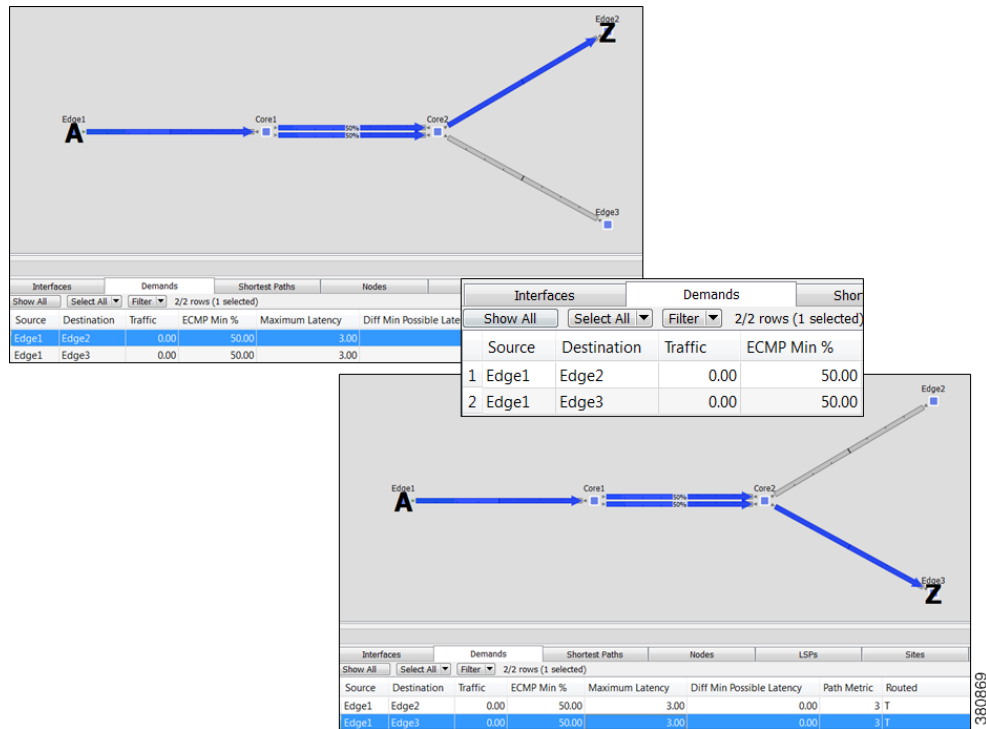 Edge2
Z
Edge1
A
Core1
50%
50%
Core2
Edge3
Interfaces Demands Shortest Paths Nodes
Show All Select All Filter 2/2 rows (1 selected)
Source Destination Traffic ECMP Min % Maximum Latency Diff Min Possible Late
Edge1 Edge2 0.00 50.00 3.00
Edge1 Edge3 0.00 50.00 3.00
Interfaces Demands Shor
Show All Select All Filter 2/2 rows (1 selected)
Source Destination Traffic ECMP Min %
1 Edge1 Edge2 0.00 50.00
2 Edge1 Edge3 0.00 50.00
Edge2
Edge1
A
Core1
50%
50%
Core2
Edge3
Z
Interfaces Demands Shortest Paths Nodes LSPs Sites
Show All Select All Filter 2/2 rows (1 selected)
Source Destination Traffic ECMP Min % Maximum Latency Diff Min Possible Latency Path Metric Routed
Edge1 Edge2 0.00 50.00 3.00 0.00 3 T
Edge1 Edge3 0.00 50.00 3.00 0.00 3 T
380869